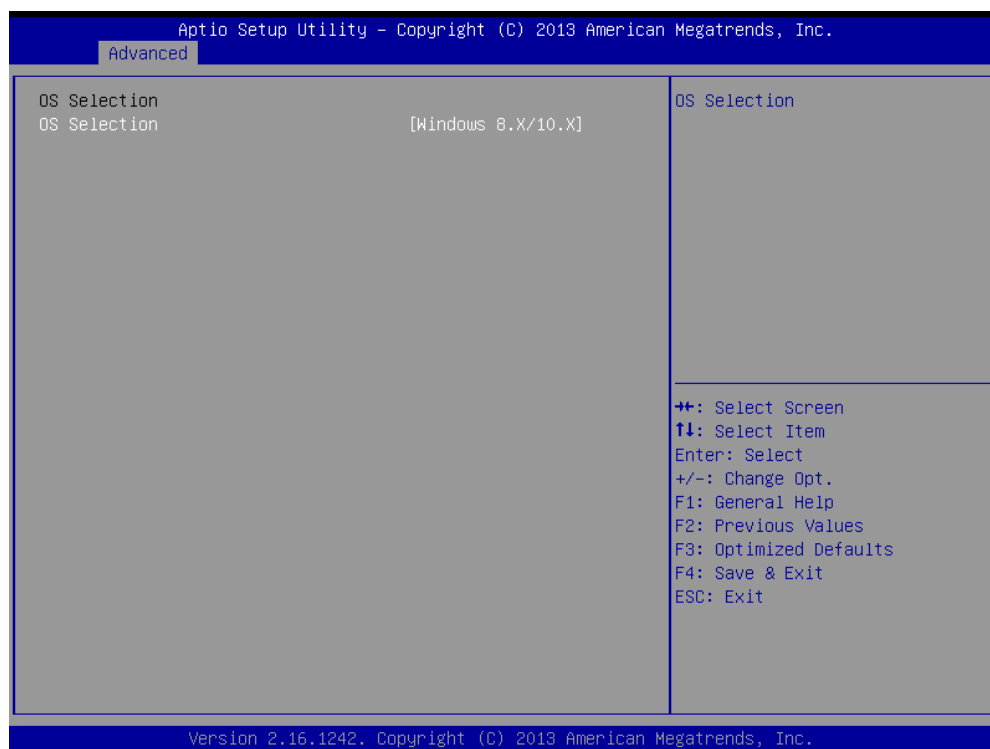 Aptio Setup Utility – Copyright (C) 2013 American Megatrends, Inc.
Advanced
OS Selection
OS Selection [Windows 8.X/10.X]
OS Selection
→←: Select Screen
↑↓: Select Item
Enter: Select
+/-: Change Opt.
F1: General Help
F2: Previous Values
F3: Optimized Defaults
F4: Save & Exit
ESC: Exit
Version 2.16.1242. Copyright (C) 2013 American Megatrends, Inc.